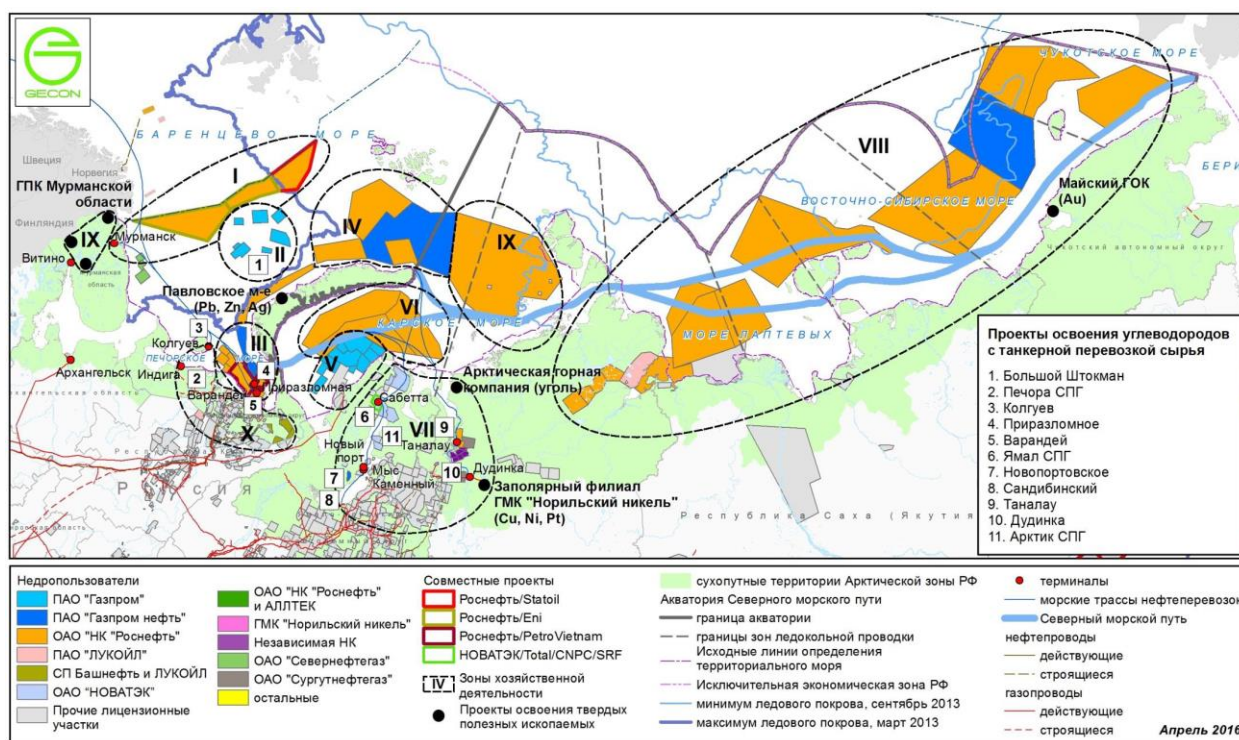 GECON
БАРЕНЦЕВО МОРЕ
ЧУКОТСКОЕ МОРЕ
Швеция
Норвегия
ГПК Мурманской
области
Финляндия
I
II
1
IV
IX
VIII
IX
Мурманск
Витино
Мурманская
область
Павловское м-е
(Pb, Zn, Ag)
VI
КАРСКОЕ МОРЕ
ВОСТОЧНО-СИБИРСКОЕ МОРЕ
МОРЕ ЛАПТЕВЫХ
Майский ГОК
(Au)
БЕРИ
Чукотский автономный округ
3
Колгуев
ПЕЧОРСКОЕ МОРЕ
III
4
Приразломная
V
Архангельск
Индига
2
Варандей
5
X
Арктическая горная
компания (уголь)
Сабетта
6
VII
9
11
Таналау
Новый
порт
7
Мыс
Каменный
8
10
Дудинка
Заполярный филиал
ГМК "Норильский никель"
(Cu, Ni, Pt)
Россия
Республика Саха (Якутия
Проекты освоения углеводородов
с танкерной перевозкой сырья
1. Большой Штокман
2. Печора СПГ
3. Колгуев
4. Приразломное
5. Варандей
6. Ямал СПГ
7. Новопортовское
8. Сандибинский
9. Таналау
10. Дудинка
11. Арктик СПГ
Недропользователи
ПАО "Газпром"
ПАО "Газпром нефть"
ОАО "НК "Роснефть"
ПАО "ЛУКОЙЛ"
СП Башнефть и ЛУКОЙЛ
ОАО "НОВАТЭК"
Прочие лицензионные
участки
ОАО "НК "Роснефть"
и АЛЛТЕК
ГМК "Норильский никель"
Независимая НК
ОАО "Севернефтегаз"
ОАО "Сургутнефтегаз"
остальные
Совместные проекты
Роснефть/Statoil
Роснефть/Eni
Роснефть/PetroVietnam
НОВАТЭК/Total/CNPC/SRF
IV Зоны хозяйственной
деятельности
Проекты освоения твердых
полезных ископаемых
сухопутные территории Арктической зоны РФ
Акватория Северного морского пути
граница акватории
границы зон ледокольной проводки
Исходные линии определения
территориального моря
Исключительная экономическая зона РФ
минимум ледового покрова, сентябрь 2013
максимум ледового покрова, март 2013
терминалы
морские трассы нефтеперевозок
Северный морской путь
нефтепроводы
действующие
строящиеся
газопроводы
действующие
строящиеся
Апрель 2016